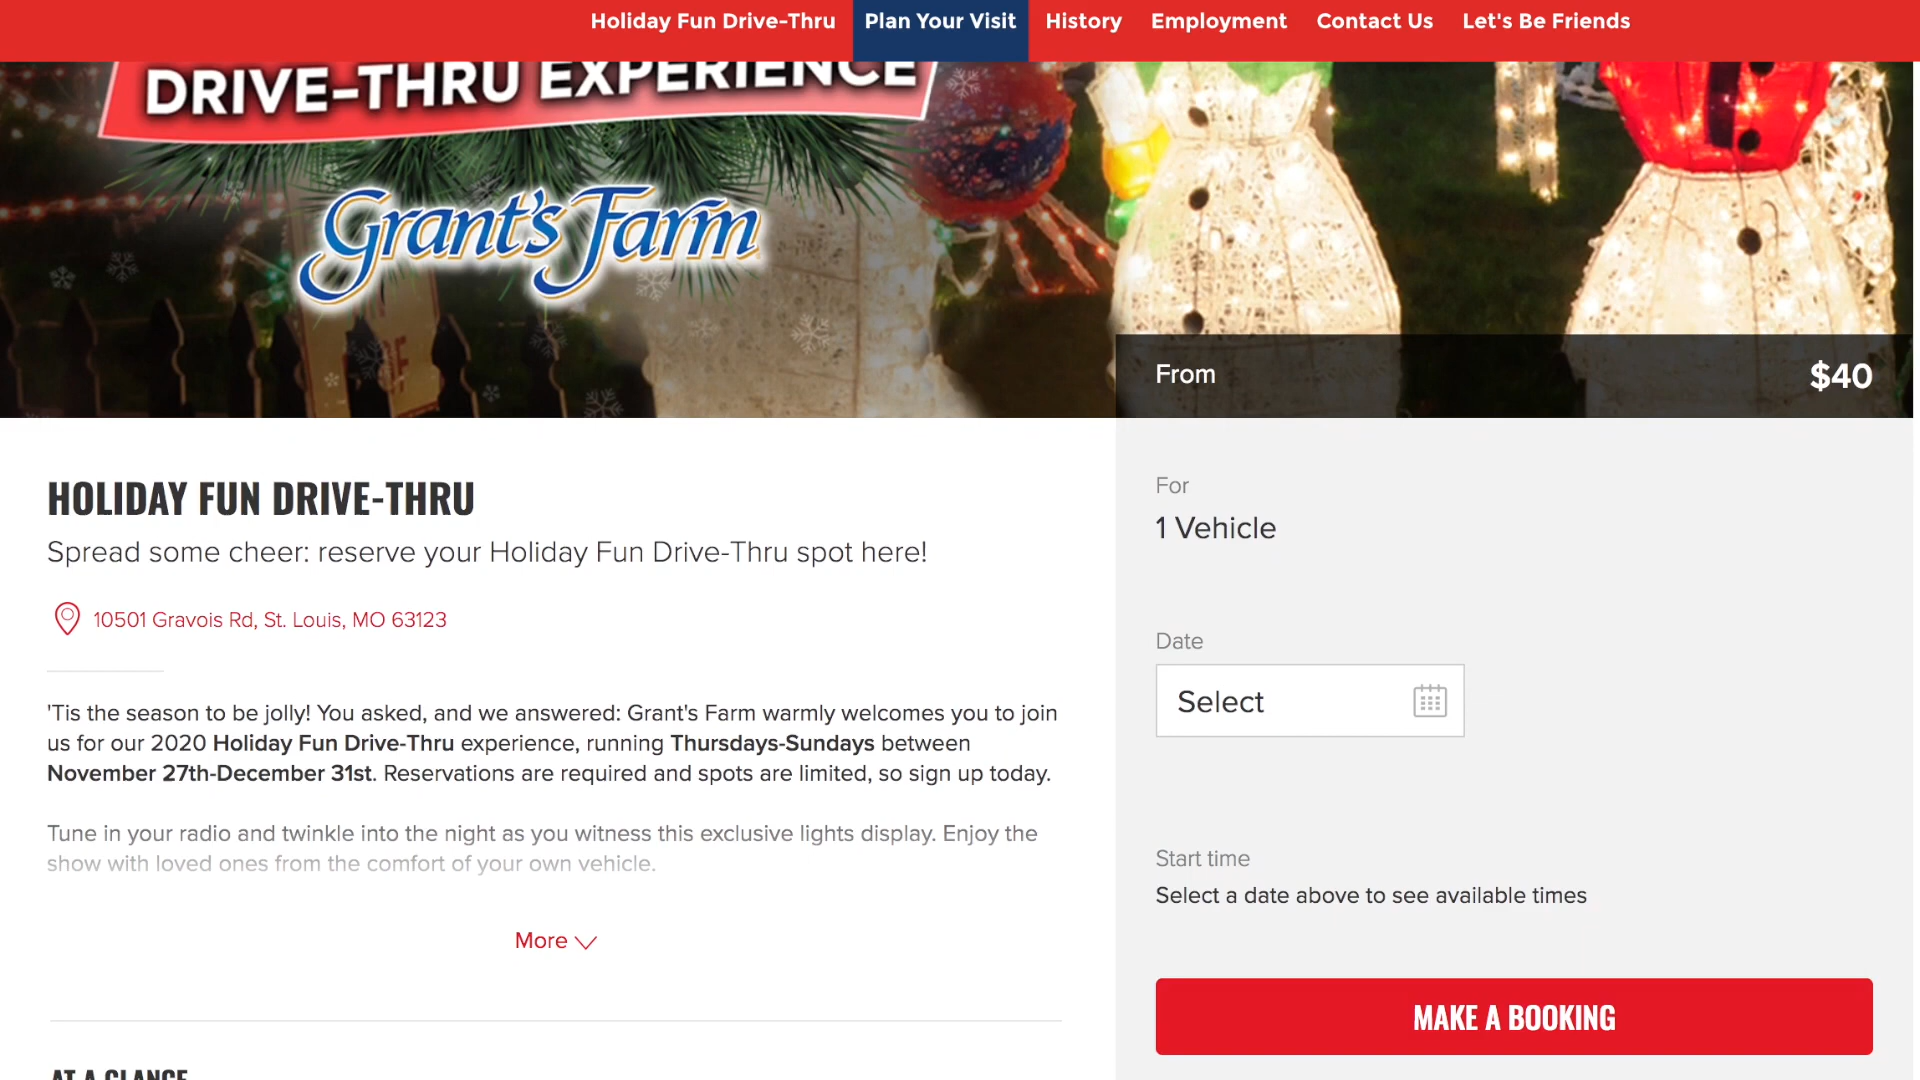 Holiday Fun Drive-Thru Plan Your Visit History Employment Contact Us Let's Be Friends
DRIVE-THRU EXPERIENCE
Grant's Farm
From $40
HOLIDAY FUN DRIVE-THRU
Spread some cheer: reserve your Holiday Fun Drive-Thru spot here!
10501 Gravois Rd, St. Louis, MO 63123
'Tis the season to be jolly! You asked, and we answered: Grant's Farm warmly welcomes you to join
us for our 2020 Holiday Fun Drive-Thru experience, running Thursdays-Sundays between
November 27th-December 31st. Reservations are required and spots are limited, so sign up today.
Tune in your radio and twinkle into the night as you witness this exclusive lights display. Enjoy the
show with loved ones from the comfort of your own vehicle.
More
AT A GLANCE
For
1 Vehicle
Date
Select
Start time
Select a date above to see available times
MAKE A BOOKING